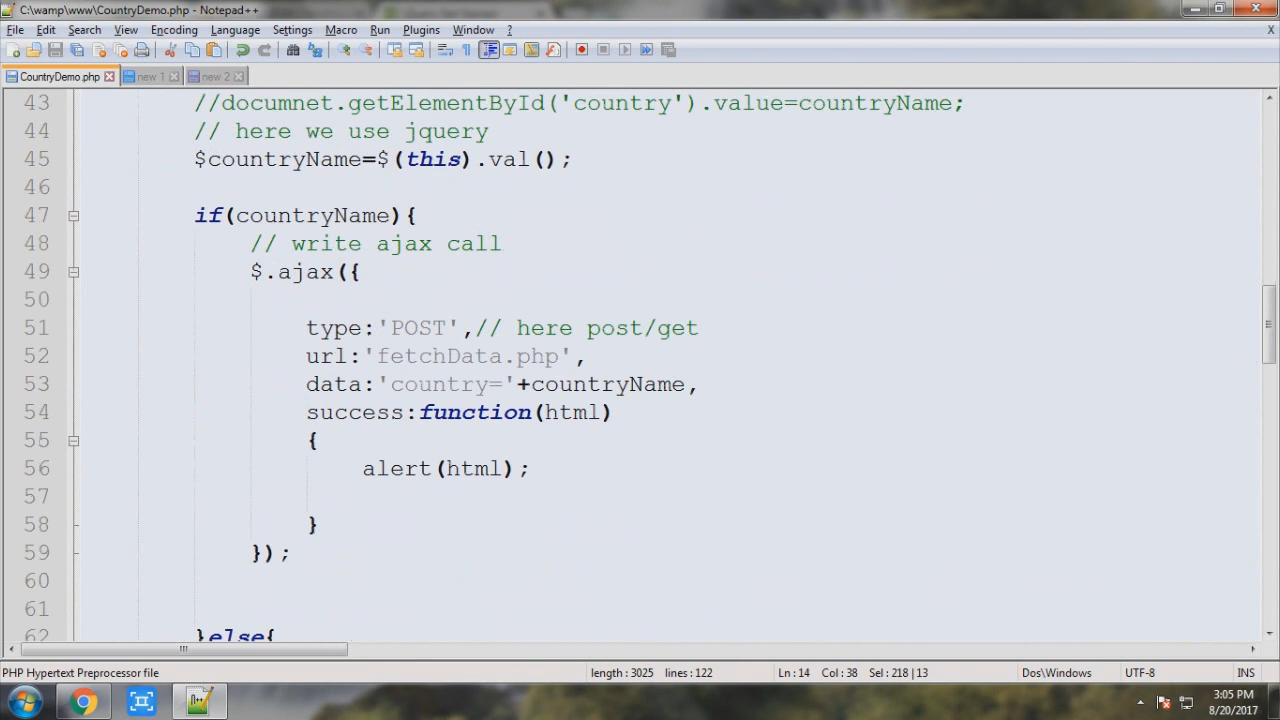 C:\wamp\www\CountryDemo.php - Notepad++
File Edit Search View Encoding Language Settings Macro Run Plugins Window ? X
CountryDemo.php new 1 new 2
43 //documnet.getElementById('country').value=countryName;
44 // here we use jquery
45 $countryName=$(this).val();
46
47 if(countryName){
48 // write ajax call
49 $.ajax({
50
51 type:'POST',// here post/get
52 url:'fetchData.php',
53 data:'country='+countryName,
54 success:function(html)
55 {
56 alert(html);
57
58 }
59 });
60
61
62 }else{
PHP Hypertext Preprocessor file length : 3025 lines : 122 Ln : 14 Col : 38 Sel : 218 | 13 Dos\Windows UTF-8 INS
3:05 PM
8/20/2017